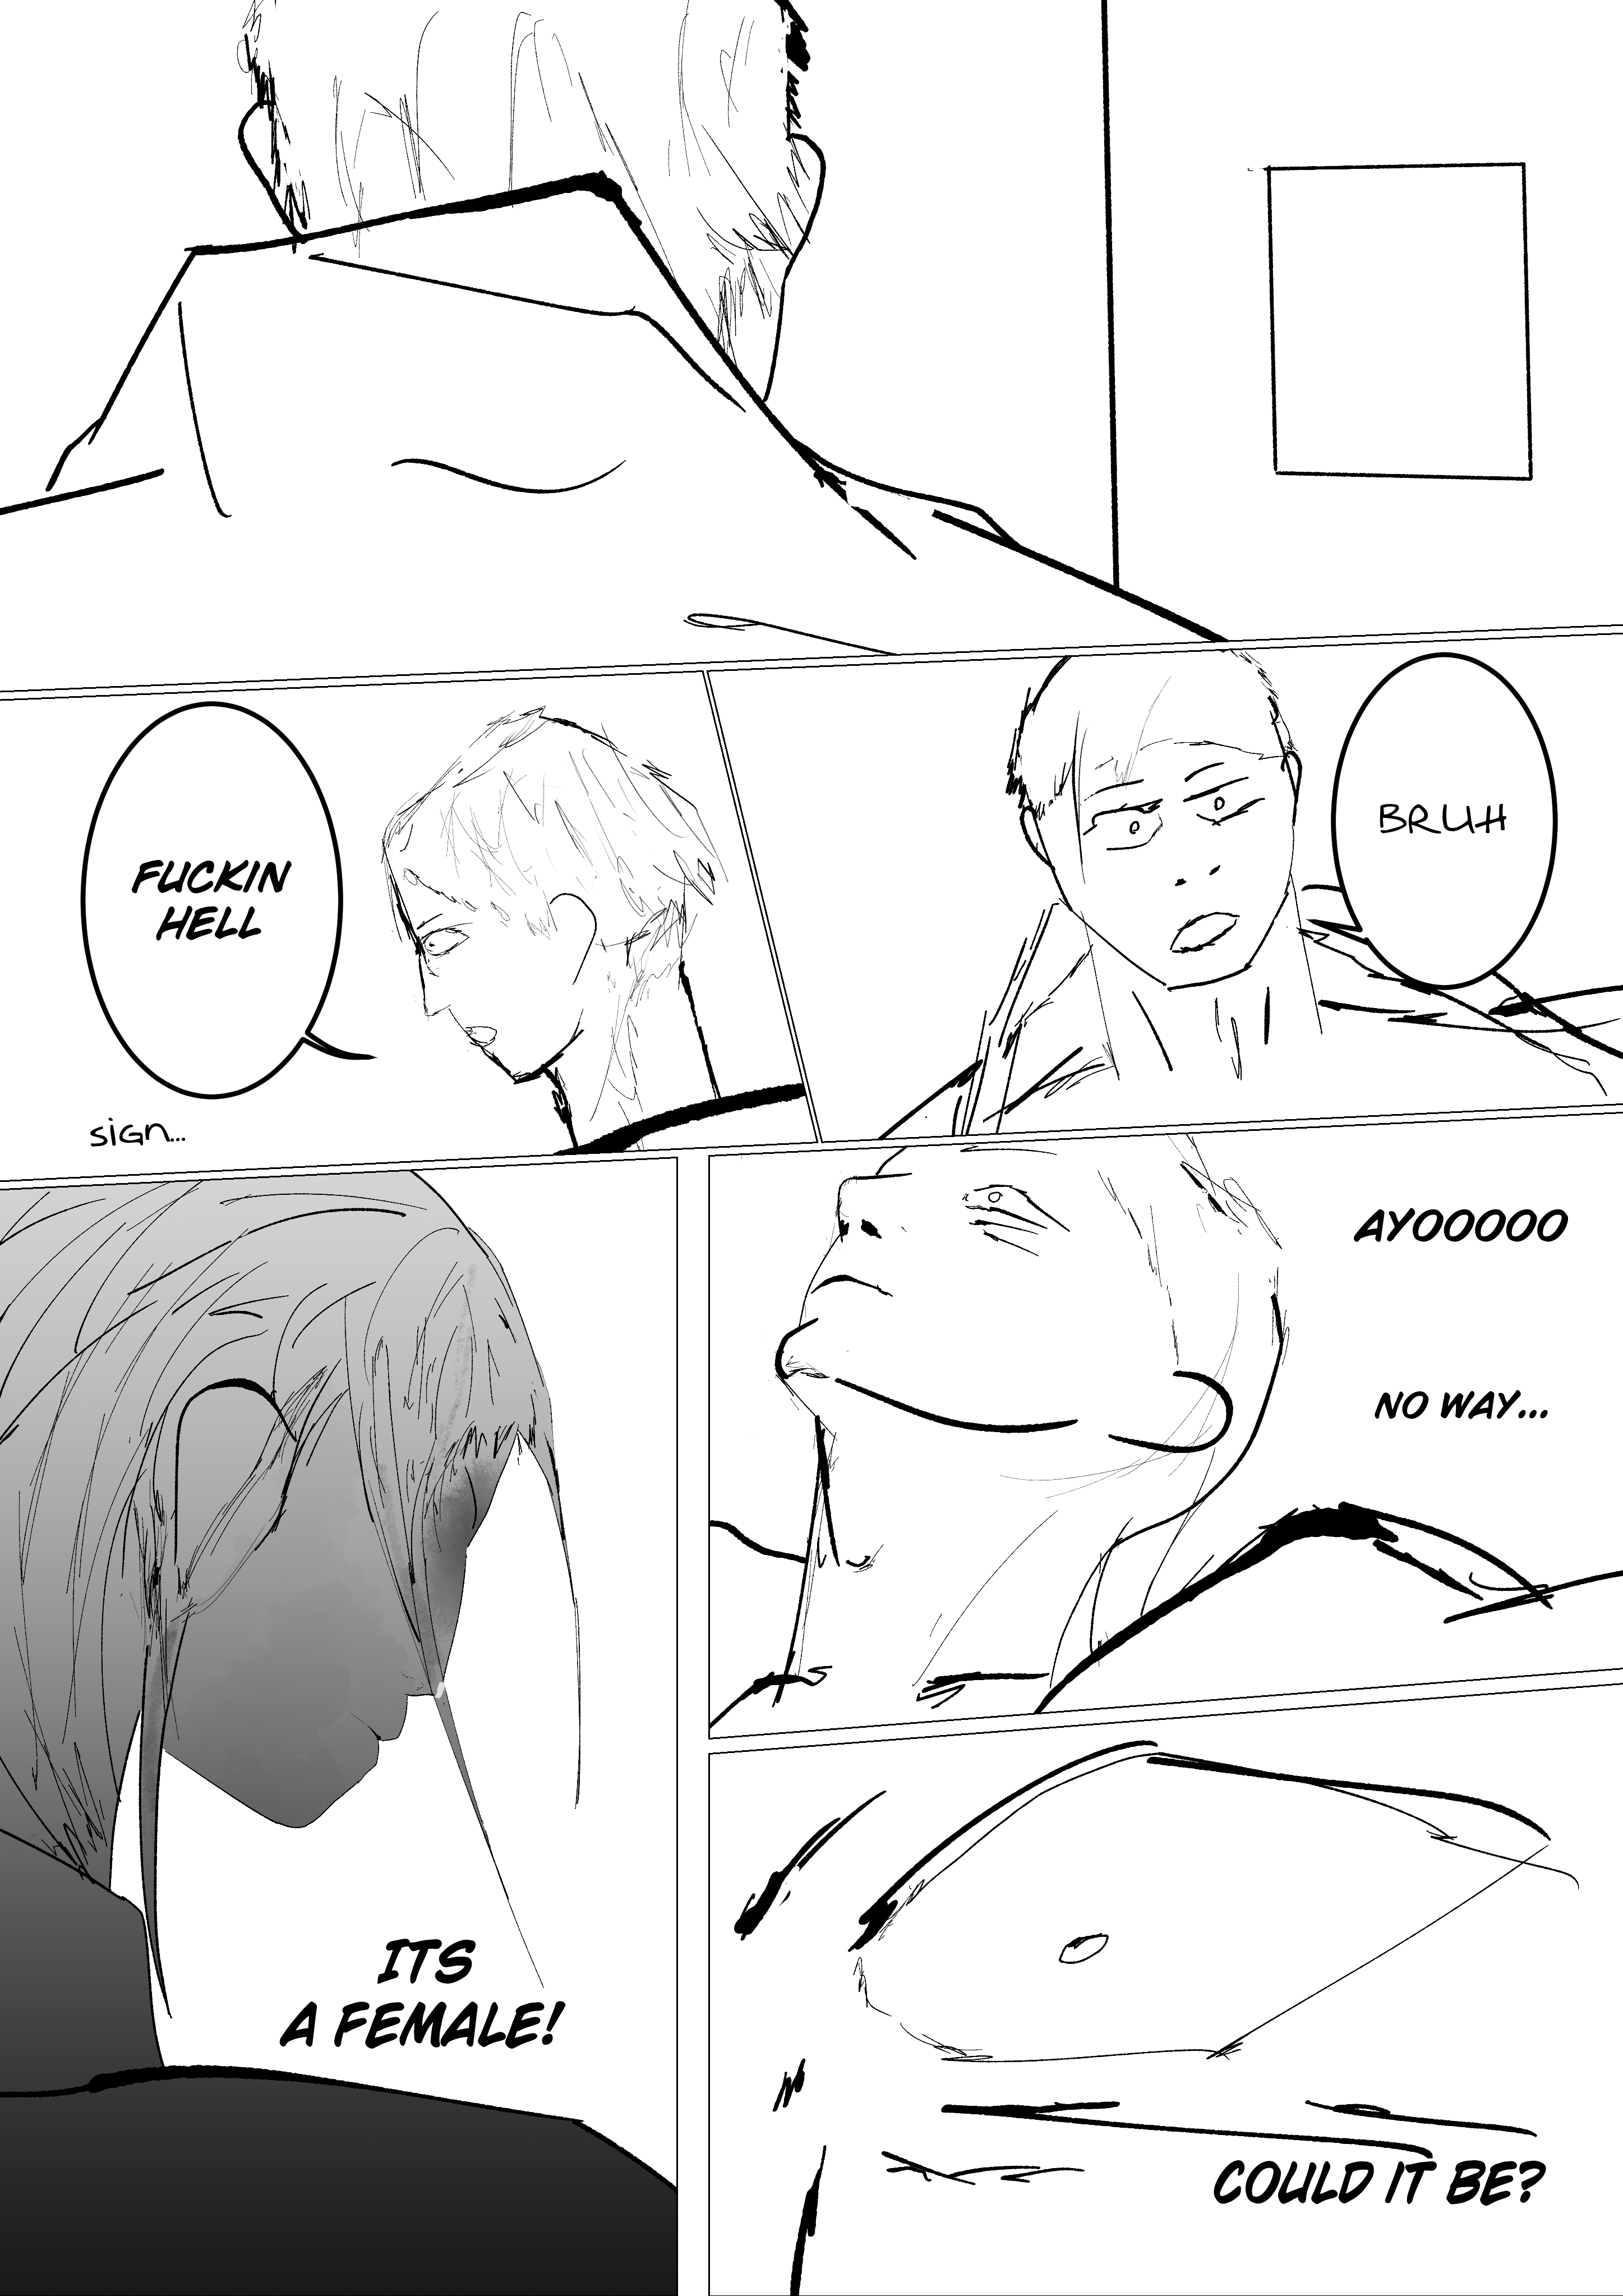 BRUH
FUCKIN
HELL
SiGn...
AYOOOOO
NO WAY...
COULD IT BE?
ITS
A FEMALE!